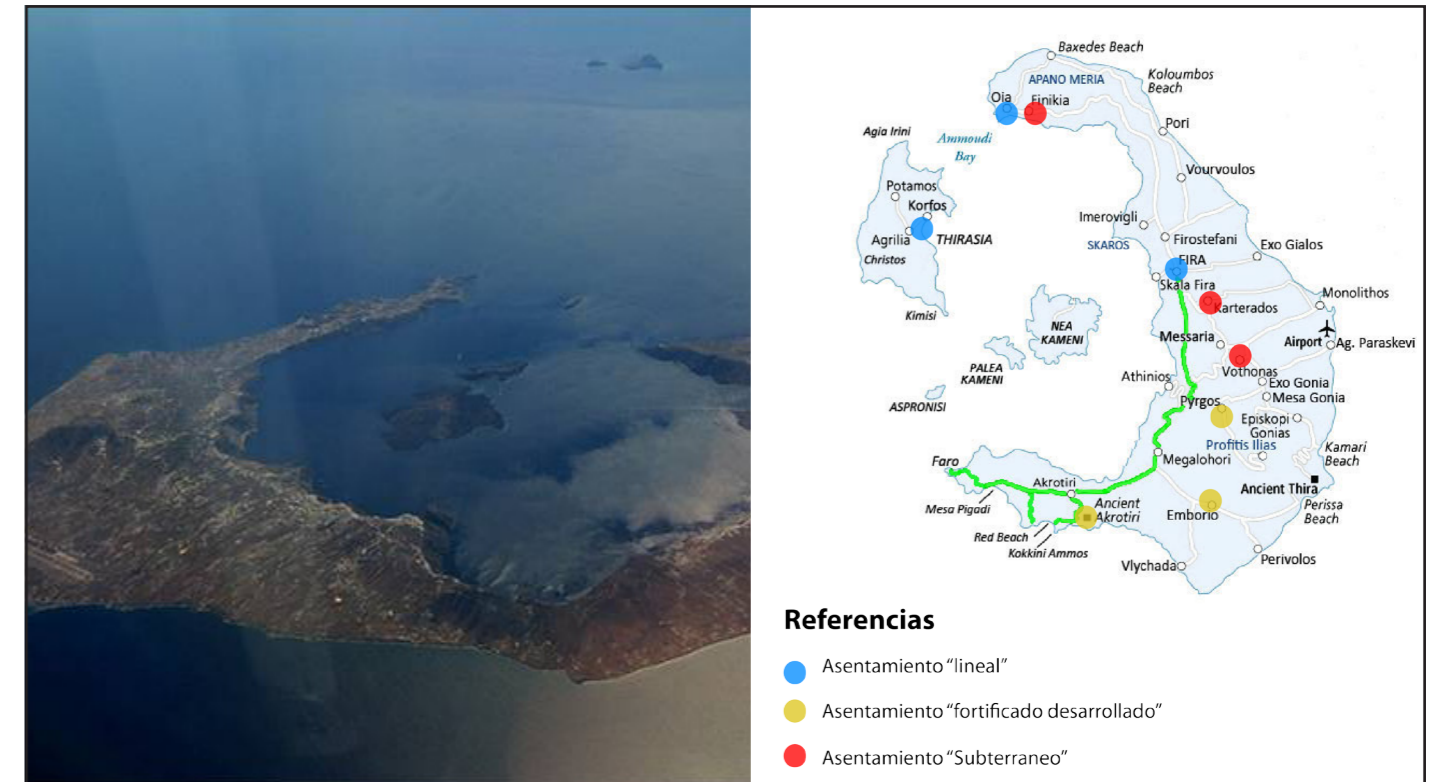 Baxedes Beach
APANO MERIA
Koloumbos
Beach
Oia
Finikia
Pori
Agia Irini
Ammoudi
Bay
Vourvoulos
Potamos
Korfos
Imerovigli
Agrilia
THIRASIA
SKAROS
Firostefani
Exo Gialos
Christos
FIRA
Skala Fira
Kimisi
Karterados
Monolithos
NEA
KAMENI
Messaria
Airport
Ag. Paraskevi
PALEA
KAMENI
Vothonas
Athinios
Exo Gonia
Mesa Gonia
ASPRONISI
Pyrgos
Episkopi
Gonias
Profitis Ilias
Kamari
Beach
Faro
Megalohori
Akrotiri
Ancient Thira
Mesa Pigadi
Ancient
Akrotiri
Emborio
Perissa
Beach
Red Beach
Kokkini Ammos
Vlychada
Perivolos
Referencias
Asentamiento “lineal”
Asentamiento “fortificado desarrollado”
Asentamiento “Subterraneo”